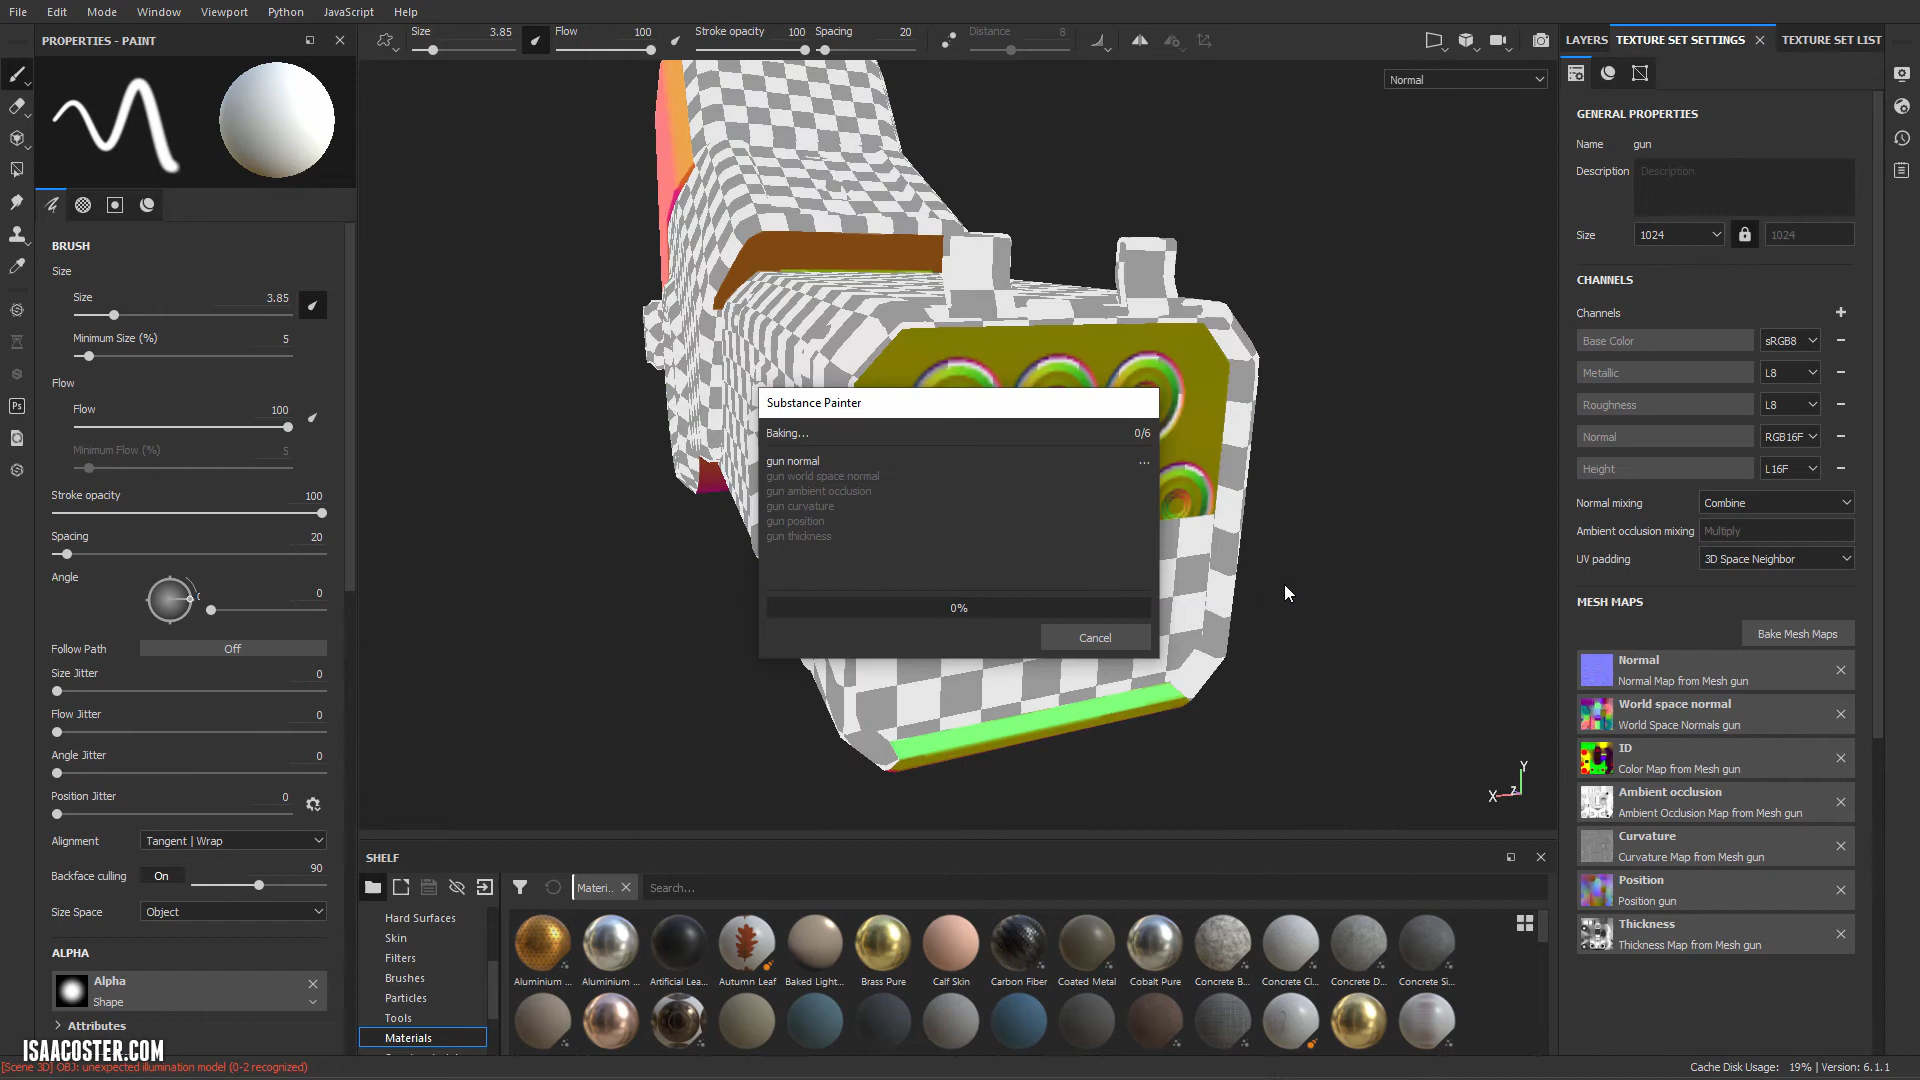 File Edit Mode Window Viewport Python JavaScript Help
PROPERTIES - PAINT
Size 3.85 Flow 100 Stroke opacity 100 Spacing 20 Distance 8
LAYERS TEXTURE SET SETTINGS TEXTURE SET LIST
Normal
BRUSH
Size
Size 3.85
Minimum Size (%) 5
Flow
Flow 100
Minimum Flow (%) 5
Stroke opacity 100
Spacing 20
Angle
0
Follow Path Off
Size Jitter 0
Flow Jitter 0
Angle Jitter 0
Position Jitter 0
Alignment Tangent | Wrap
Backface culling On 90
Size Space Object
ALPHA
Alpha
Shape
Attributes
Substance Painter
Baking... 0/6
gun normal ...
gun world space normal
gun ambient occlusion
gun curvature
gun position
gun thickness
0%
Cancel
Y
X Z
SHELF
Materi.. Search...
Hard Surfaces
Skin
Filters
Brushes
Particles
Tools
Materials
Aluminium ... Aluminium ... Artificial Lea... Autumn Leaf Baked Light... Brass Pure Calf Skin Carbon Fiber Coated Metal Cobalt Pure Concrete B... Concrete Cl... Concrete D... Concrete Si...
GENERAL PROPERTIES
Name gun
Description Description
Size 1024 1024
CHANNELS
Channels
Base Color sRGB8
Metallic L8
Roughness L8
Normal RGB16F
Height L16F
Normal mixing Combine
Ambient occlusion mixing Multiply
UV padding 3D Space Neighbor
MESH MAPS
Bake Mesh Maps
Normal
Normal Map from Mesh gun
World space normal
World Space Normals gun
ID
Color Map from Mesh gun
Ambient occlusion
Ambient Occlusion Map from Mesh gun
Curvature
Curvature Map from Mesh gun
Position
Position gun
Thickness
Thickness Map from Mesh gun
ISAACOSTER.COM
[Scene 3D] OBJ: unexpected illumination model (0-2 recognized)
Cache Disk Usage: 19% | Version: 6.1.1